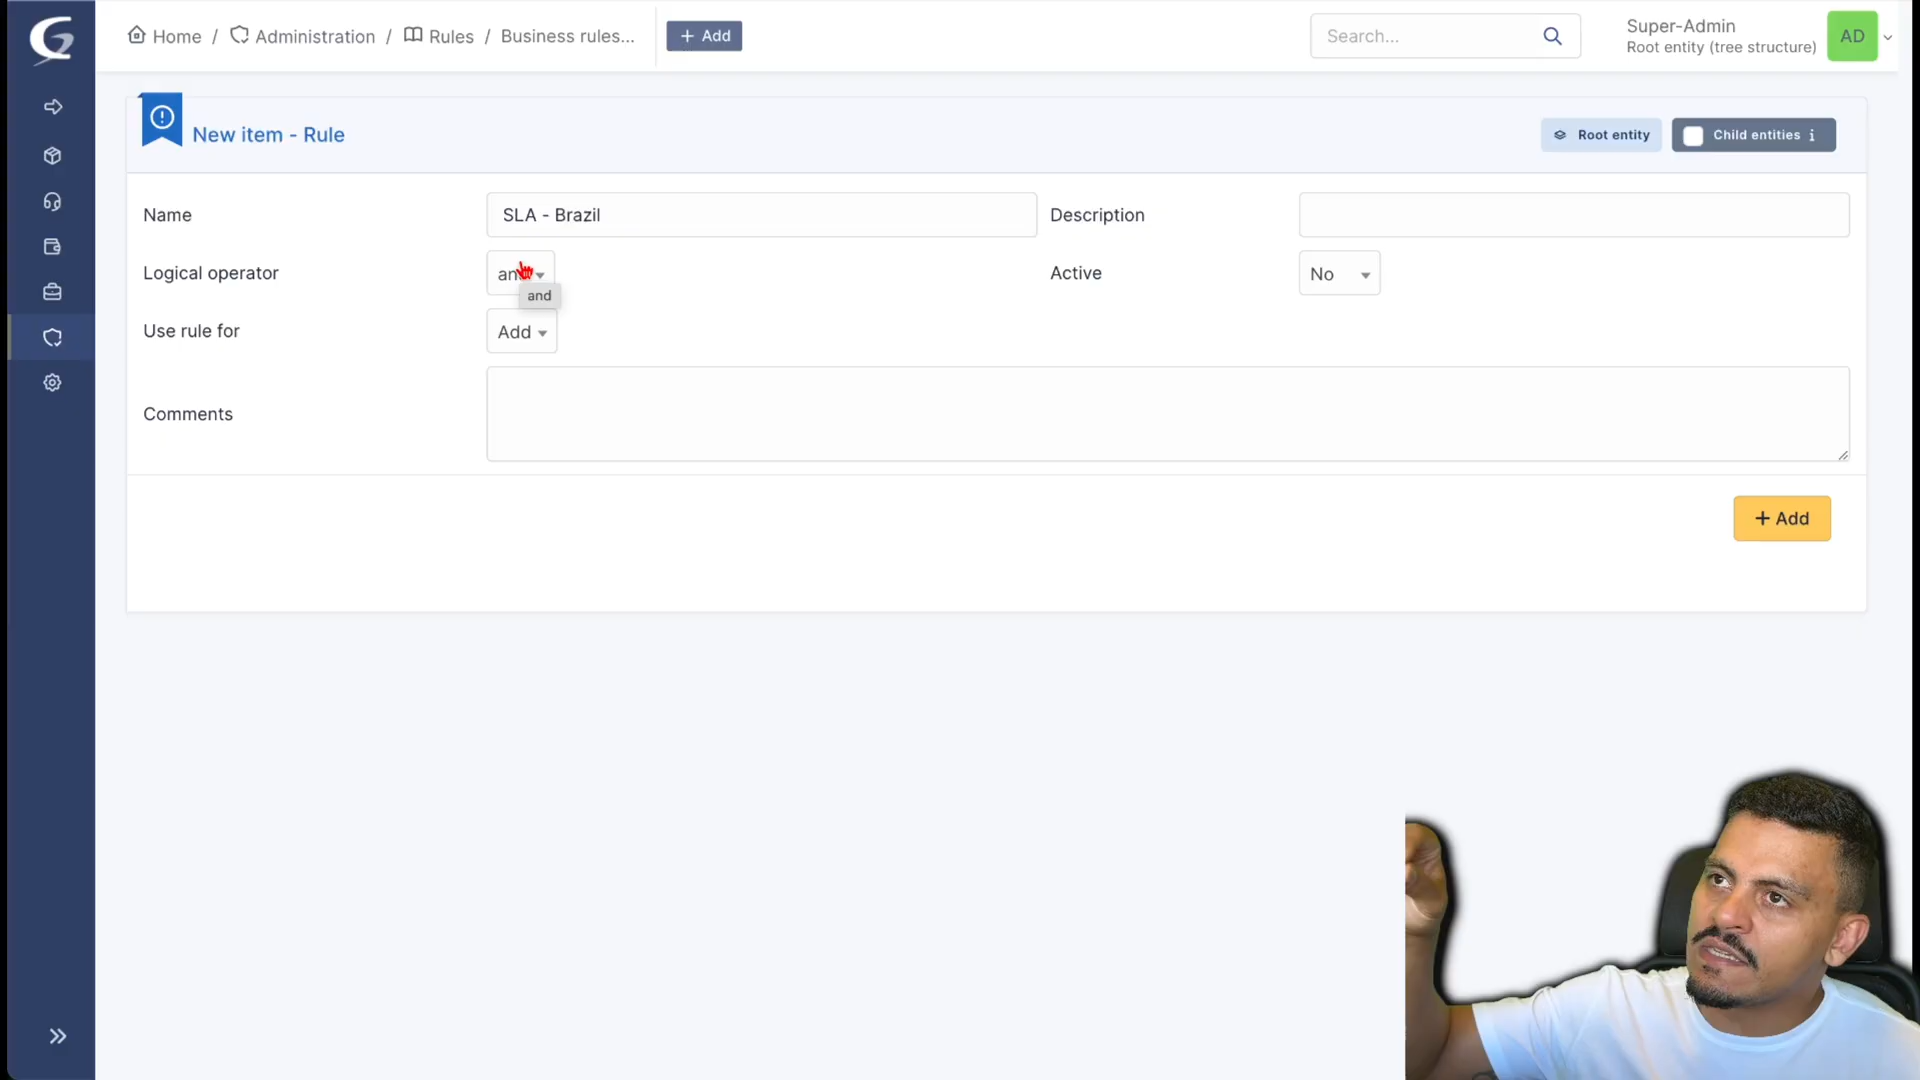 Home / Administration / Rules / Business rules... + Add
Search...
Super-Admin
Root entity (tree structure)
AD
New item - Rule
Root entity
Child entities i
Name
SLA - Brazil
Description
Logical operator
and
Active
No
Use rule for
Add
Comments
+ Add